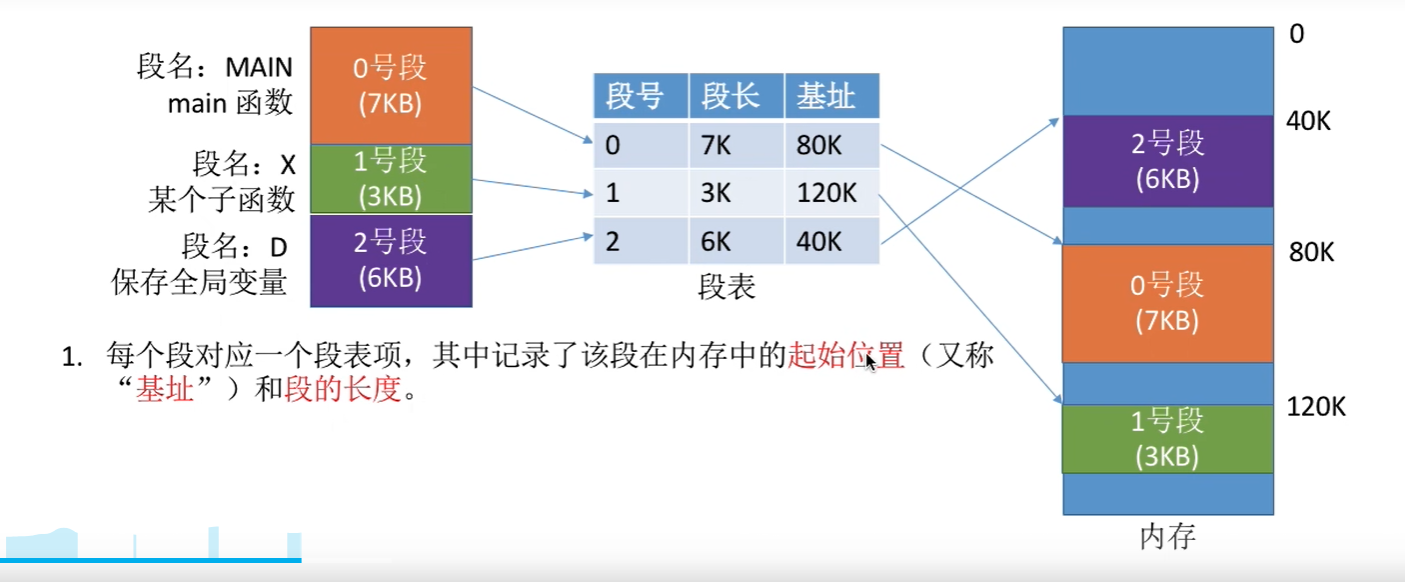 段名：MAIN
main 函数
0号段
(7KB)
段名：X
某个子函数
1号段
(3KB)
段名：D
保存全局变量
2号段
(6KB)
段号 段长 基址
0 7K 80K
1 3K 120K
2 6K 40K
段表
0
40K
2号段
(6KB)
80K
0号段
(7KB)
120K
1号段
(3KB)
内存
1. 每个段对应一个段表项，其中记录了该段在内存中的起始位置（又称
“基址”）和段的长度。